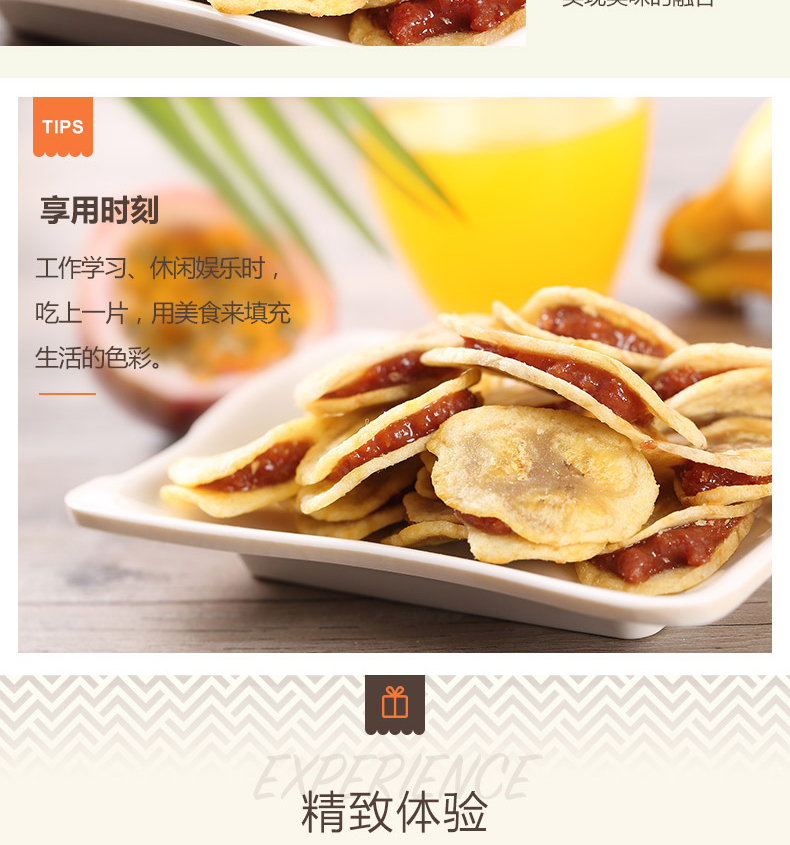 TIPS
享用时刻
工作学习、休闲娱乐时，
吃上一片，用美食来填充
生活的色彩。
EXPERIENCE
精致体验